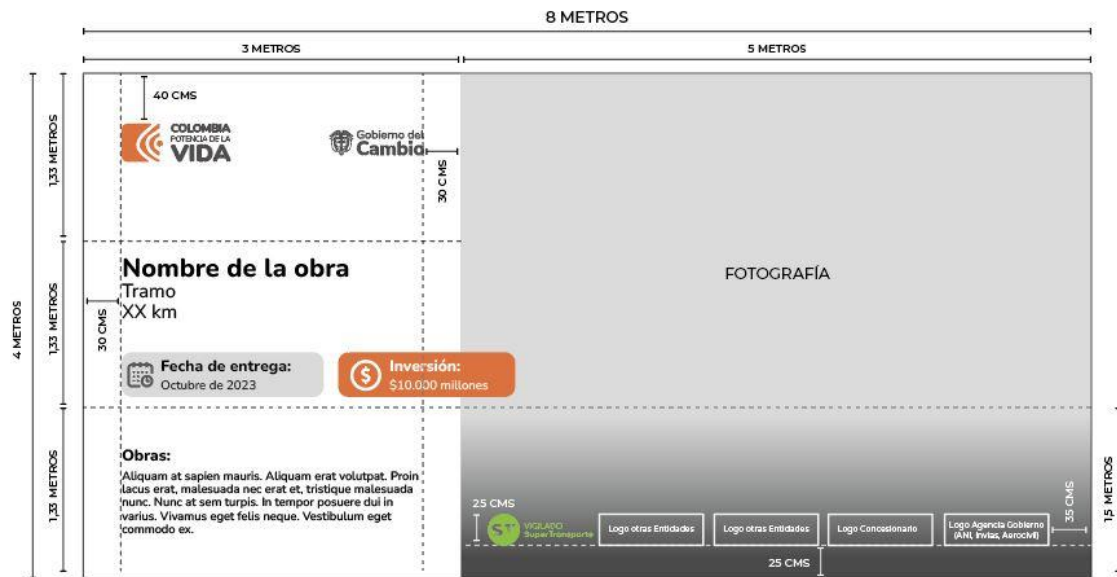 8 METROS
3 METROS
5 METROS
4 METROS
1,33 METROS
40 CMS
COLOMBIA
POTENCIA DE LA
VIDA
Gobierno del
Cambio
30 CMS
1,33 METROS
30 CMS
Nombre de la obra
Tramo
XX km
FOTOGRAFÍA
Fecha de entrega:
Octubre de 2023
Inversión:
$10.000 millones
1,33 METROS
Obras:
Aliquam at sapien mauris. Aliquam erat volutpat. Proin
lacus erat, malesuada nec erat et, tristique malesuada
nunc. Nunc at sem turpis. In tempor posuere dui in
varius. Vivamus eget felis neque. Vestibulum eget
commodo ex.
25 CMS
ST
VIGILADO
SuperTransporte
Logo otras Entidades
Logo otras Entidades
Logo Concesionario
Logo Agencia Gobierno
(ANI, Invias, Aerocivil)
35 CMS
1,5 METROS
25 CMS